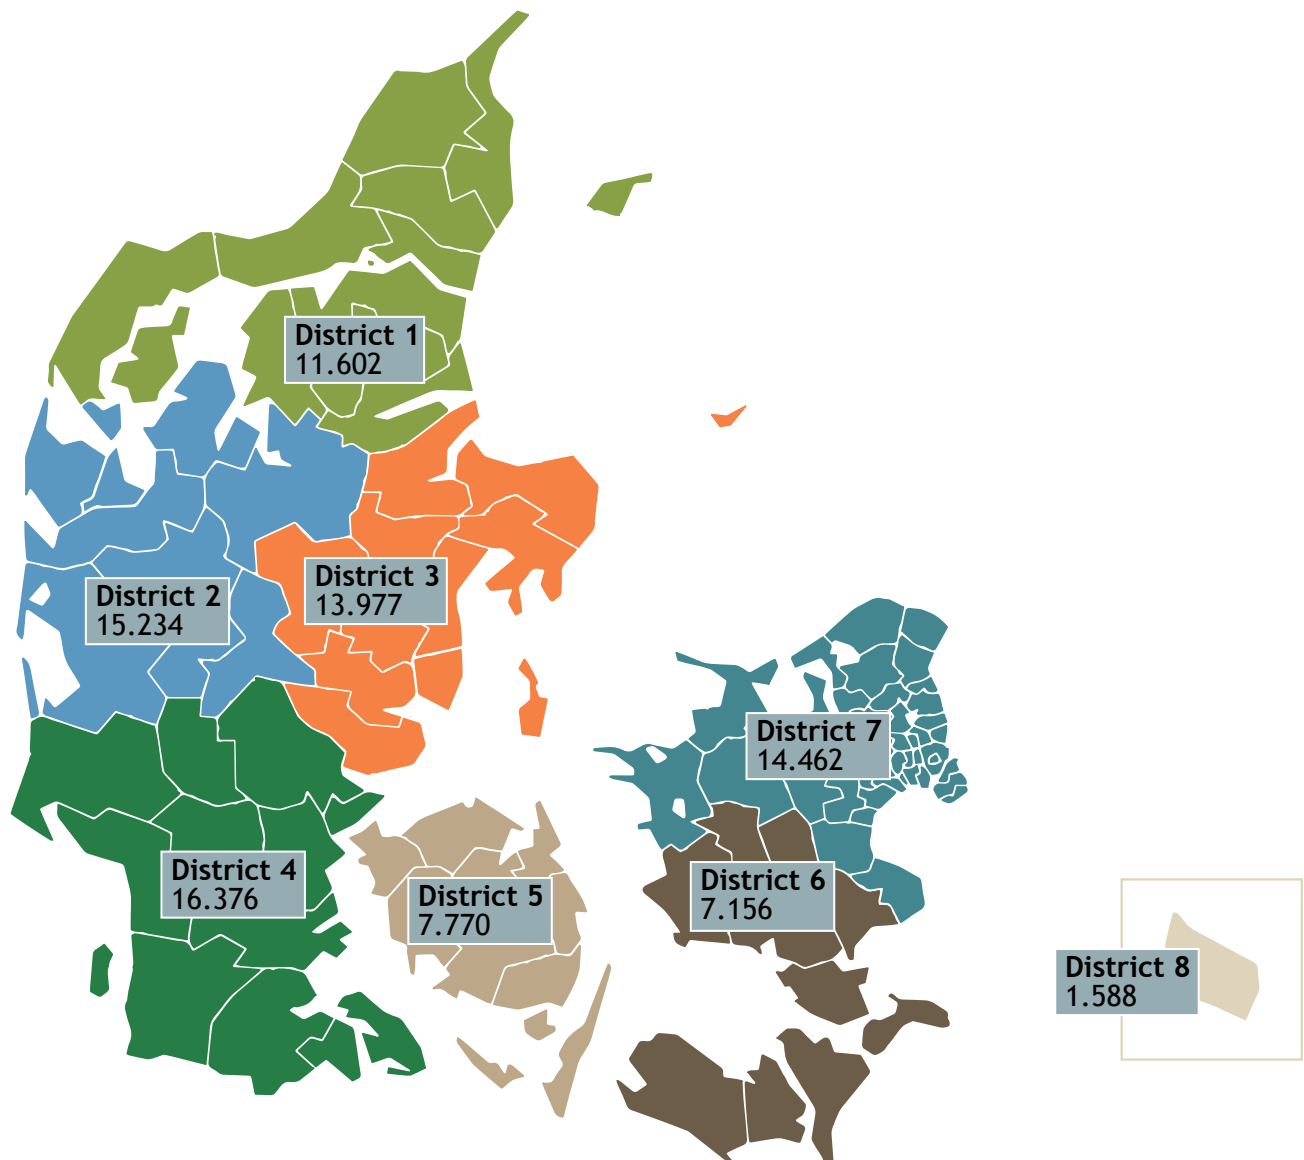 District 1
11.602
District 2
15.234
District 3
13.977
District 4
16.376
District 5
7.770
District 6
7.156
District 7
14.462
District 8
1.588